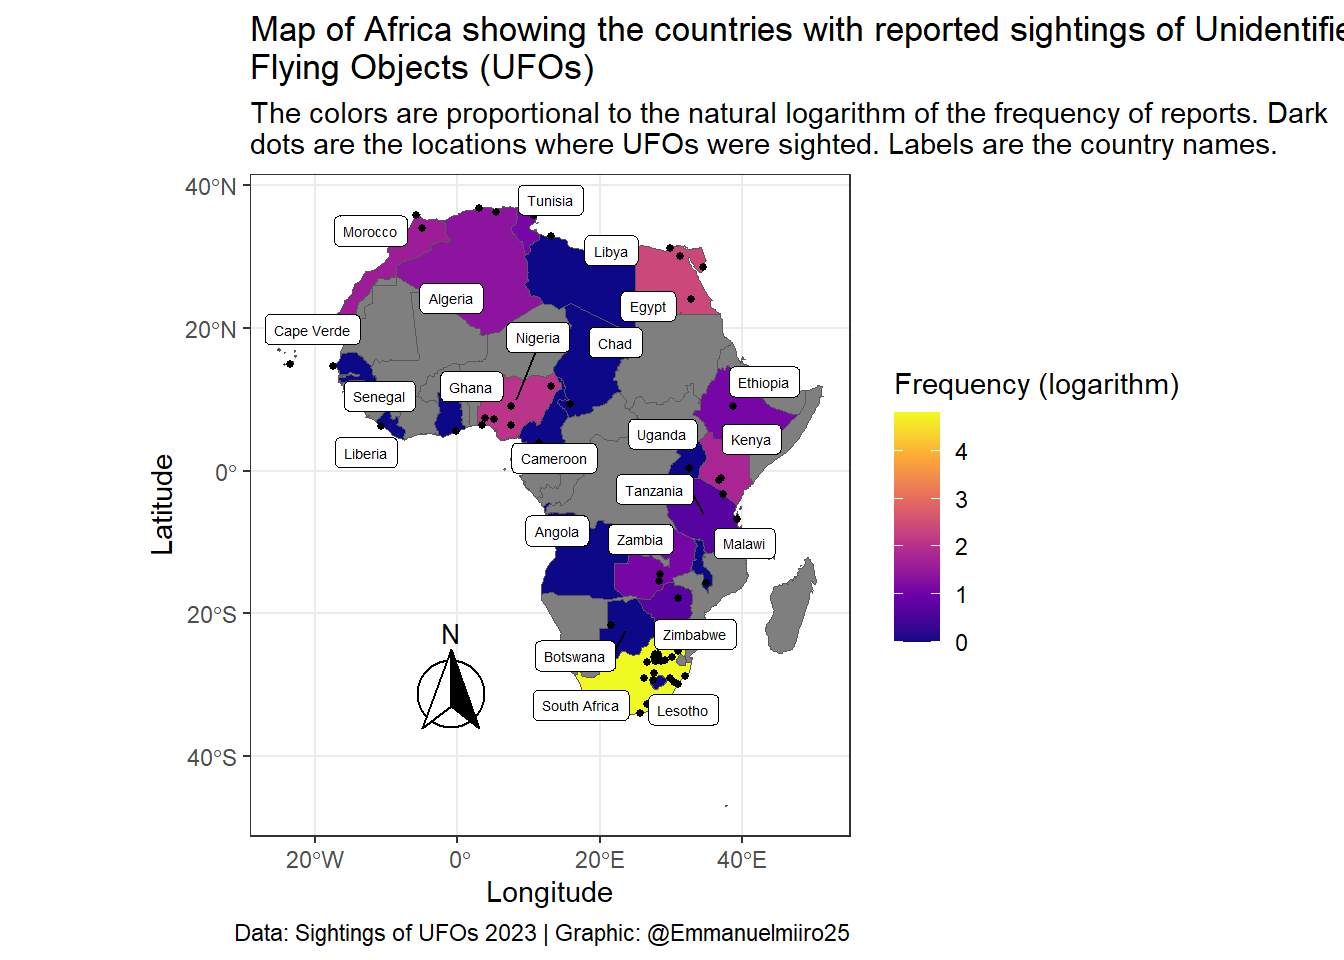 Map of Africa showing the countries with reported sightings of Unidentifie
Flying Objects (UFOs)
The colors are proportional to the natural logarithm of the frequency of reports. Dark
dots are the locations where UFOs were sighted. Labels are the country names.
40°N
20°N
0°
20°S
40°S
Latitude
Tunisia
Morocco
Libya
Algeria
Egypt
Cape Verde
Nigeria
Chad
Ghana
Ethiopia
Senegal
Uganda
Kenya
Liberia
Cameroon
Tanzania
Angola
Zambia
Malawi
Zimbabwe
Botswana
South Africa
Lesotho
N
20°W
0°
20°E
40°E
Longitude
Frequency (logarithm)
4
3
2
1
0
Data: Sightings of UFOs 2023 | Graphic: @Emmanuelmiiro25